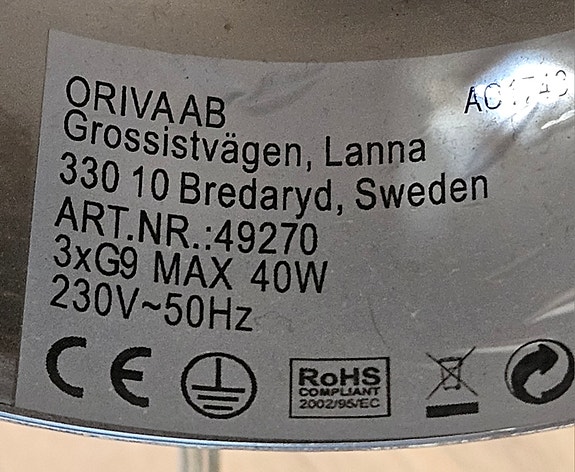 ORIVA AB
Grossistvägen, Lanna
330 10 Bredaryd, Sweden
ART.NR.:49270
3xG9 MAX 40W
230V~50Hz
CE
RoHS
COMPLIANT
2002/95/EC